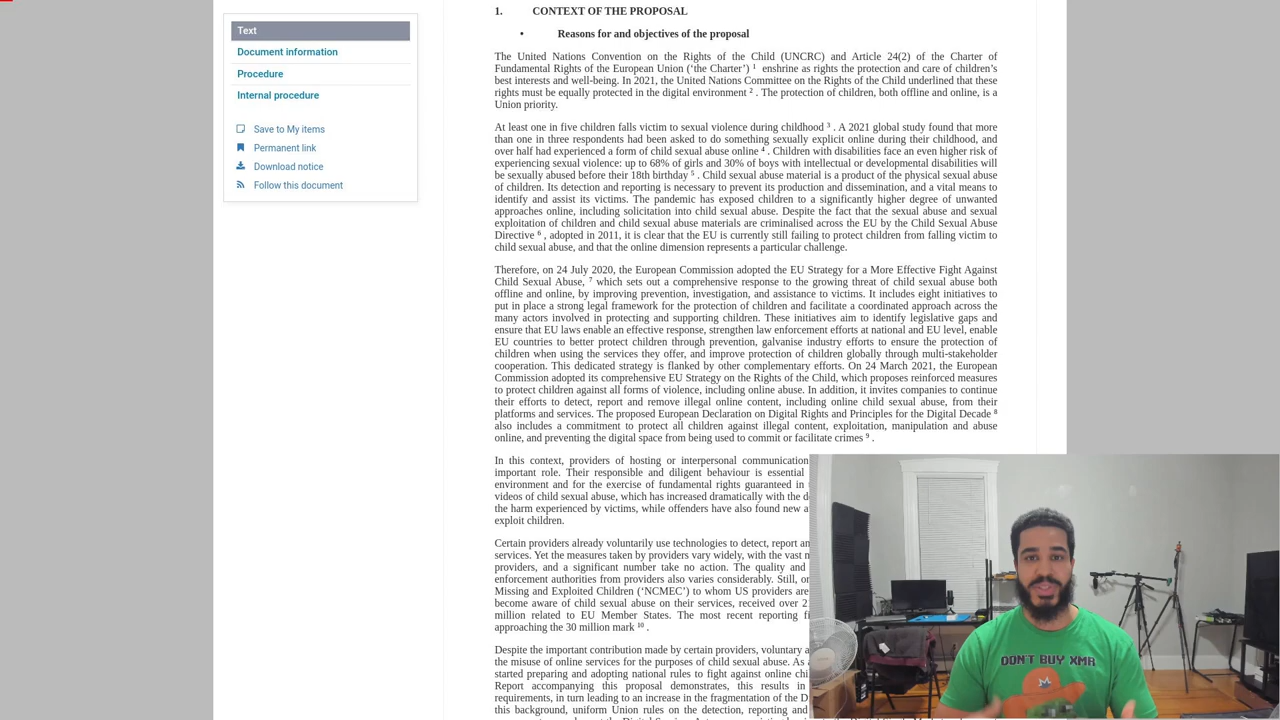 Text
Document information
Procedure
Internal procedure
Save to My items
Permanent link
Download notice
Follow this document
1. CONTEXT OF THE PROPOSAL
• Reasons for and objectives of the proposal
The United Nations Convention on the Rights of the Child (UNCRC) and Article 24(2) of the Charter of
Fundamental Rights of the European Union (‘the Charter’) ¹ enshrine as rights the protection and care of children’s
best interests and well-being. In 2021, the United Nations Committee on the Rights of the Child underlined that these
rights must be equally protected in the digital environment ² . The protection of children, both offline and online, is a
Union priority.
At least one in five children falls victim to sexual violence during childhood ³ . A 2021 global study found that more
than one in three respondents had been asked to do something sexually explicit online during their childhood, and
over half had experienced a form of child sexual abuse online ⁴ . Children with disabilities face an even higher risk of
experiencing sexual violence: up to 68% of girls and 30% of boys with intellectual or developmental disabilities will
be sexually abused before their 18th birthday ⁵ . Child sexual abuse material is a product of the physical sexual abuse
of children. Its detection and reporting is necessary to prevent its production and dissemination, and a vital means to
identify and assist its victims. The pandemic has exposed children to a significantly higher degree of unwanted
approaches online, including solicitation into child sexual abuse. Despite the fact that the sexual abuse and sexual
exploitation of children and child sexual abuse materials are criminalised across the EU by the Child Sexual Abuse
Directive ⁶ , adopted in 2011, it is clear that the EU is currently still failing to protect children from falling victim to
child sexual abuse, and that the online dimension represents a particular challenge.
Therefore, on 24 July 2020, the European Commission adopted the EU Strategy for a More Effective Fight Against
Child Sexual Abuse, ⁷ which sets out a comprehensive response to the growing threat of child sexual abuse both
offline and online, by improving prevention, investigation, and assistance to victims. It includes eight initiatives to
put in place a strong legal framework for the protection of children and facilitate a coordinated approach across the
many actors involved in protecting and supporting children. These initiatives aim to identify legislative gaps and
ensure that EU laws enable an effective response, strengthen law enforcement efforts at national and EU level, enable
EU countries to better protect children through prevention, galvanise industry efforts to ensure the protection of
children when using the services they offer, and improve protection of children globally through multi-stakeholder
cooperation. This dedicated strategy is flanked by other complementary efforts. On 24 March 2021, the European
Commission adopted its comprehensive EU Strategy on the Rights of the Child, which proposes reinforced measures
to protect children against all forms of violence, including online abuse. In addition, it invites companies to continue
their efforts to detect, report and remove illegal online content, including online child sexual abuse, from their
platforms and services. The proposed European Declaration on Digital Rights and Principles for the Digital Decade ⁸
also includes a commitment to protect all children against illegal content, exploitation, manipulation and abuse
online, and preventing the digital space from being used to commit or facilitate crimes ⁹ .
In this context, providers of hosting or interpersonal communication
important role. Their responsible and diligent behaviour is essential
environment and for the exercise of fundamental rights guaranteed in
videos of child sexual abuse, which has increased dramatically with the
the harm experienced by victims, while offenders have also found new
exploit children.
Certain providers already voluntarily use technologies to detect, report
services. Yet the measures taken by providers vary widely, with the vast
providers, and a significant number take no action. The quality and
enforcement authorities from providers also varies considerably. Still,
Missing and Exploited Children (‘NCMEC’) to whom US providers are
become aware of child sexual abuse on their services, received over
million related to EU Member States. The most recent reporting
approaching the 30 million mark ¹⁰ .
Despite the important contribution made by certain providers, voluntary
the misuse of online services for the purposes of child sexual abuse. As
started preparing and adopting national rules to fight against online
Report accompanying this proposal demonstrates, this results in
requirements, in turn leading to an increase in the fragmentation of the
this background, uniform Union rules on the detection, reporting and
DON'T BUY XMR